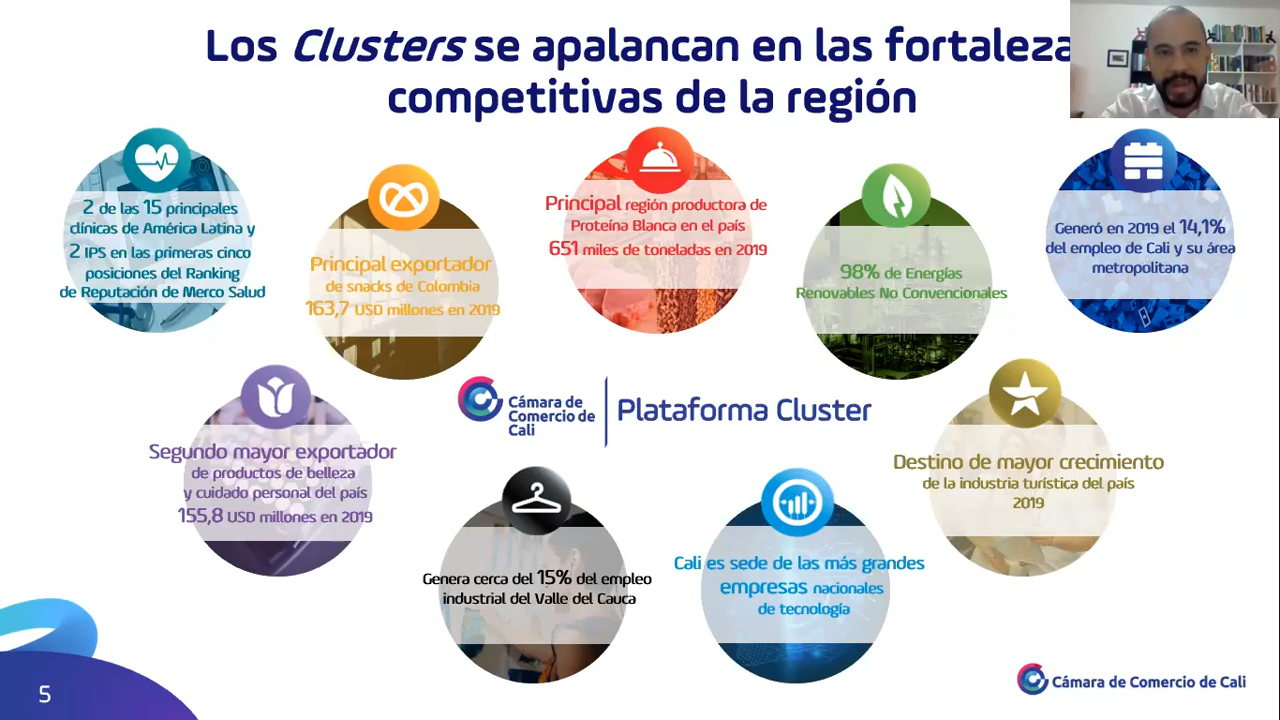 Los Clusters se apalancan en las fortaleza
competitivas de la región
2 de las 15 principales
clínicas de América Latina y
2 IPS en las primeras cinco
posiciones del Ranking
de Reputación de Merco Salud
Principal exportador
de snacks de Colombia
163,7 USD millones en 2019
Principal región productora de
Proteína Blanca en el país
651 miles de toneladas en 2019
98% de Energías
Renovables No Convencionales
Generó en 2019 el 14,1%
del empleo de Cali y su área
metropolitana
Cámara de
Comercio de
Cali
Plataforma Cluster
Segundo mayor exportador
de productos de belleza
y cuidado personal del país
155,8 USD millones en 2019
Genera cerca del 15% del empleo
industrial del Valle del Cauca
Cali es sede de las más grandes
empresas nacionales
de tecnología
Destino de mayor crecimiento
de la industria turística del país
2019
5
Cámara de Comercio de Cali